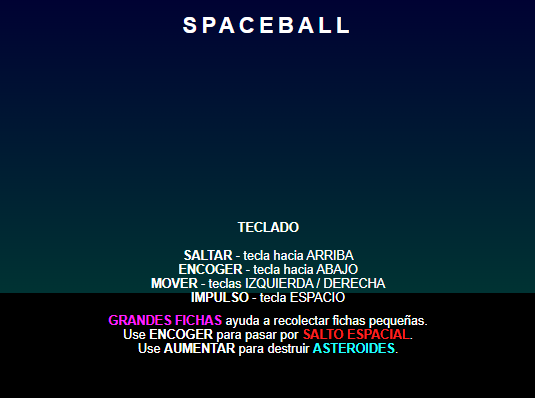 SPACEBALL
TECLADO
SALTAR - tecla hacia ARRIBA
ENCOGER - tecla hacia ABAJO
MOVER - teclas IZQUIERDA / DERECHA
IMPULSO - tecla ESPACIO
GRANDES FICHAS ayuda a recolectar fichas pequeñas.
Use ENCOGER para pasar por SALTO ESPACIAL.
Use AUMENTAR para destruir ASTEROIDES.